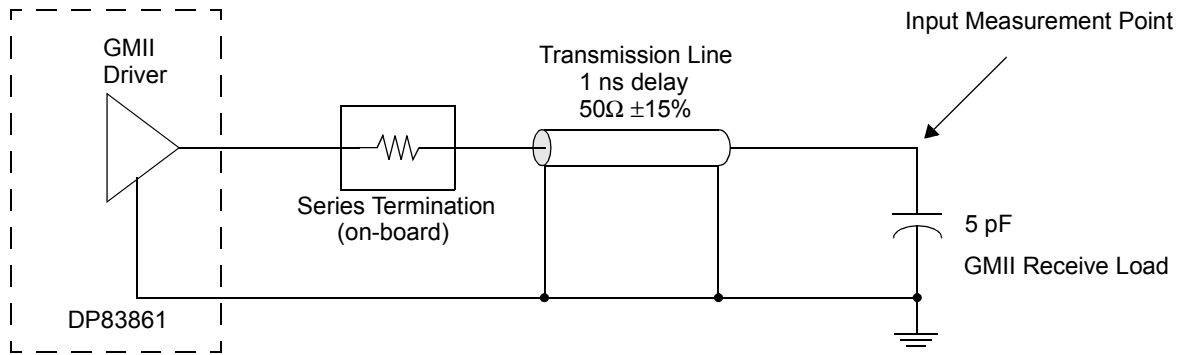 Input Measurement Point
GMII
Driver
Transmission Line
1 ns delay
50Ω ±15%
Series Termination
(on-board)
5 pF
GMII Receive Load
DP83861